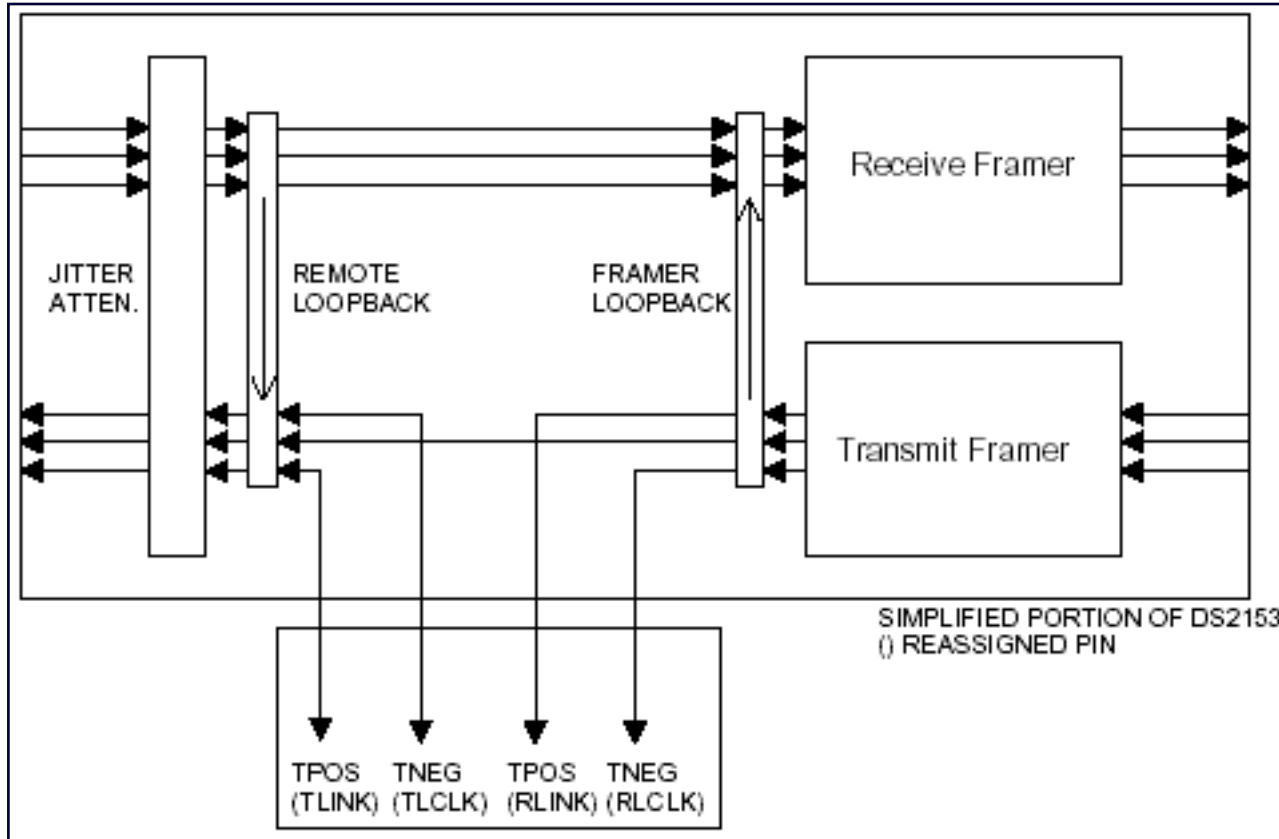 Receive Framer
JITTER
ATTEN.
REMOTE
LOOPBACK
FRAMER
LOOPBACK
Transmit Framer
SIMPLIFIED PORTION OF DS2153
() REASSIGNED PIN
TPOS
(TLINK)
TNEG
(TLCLK)
TPOS
(RLINK)
TNEG
(RLCLK)